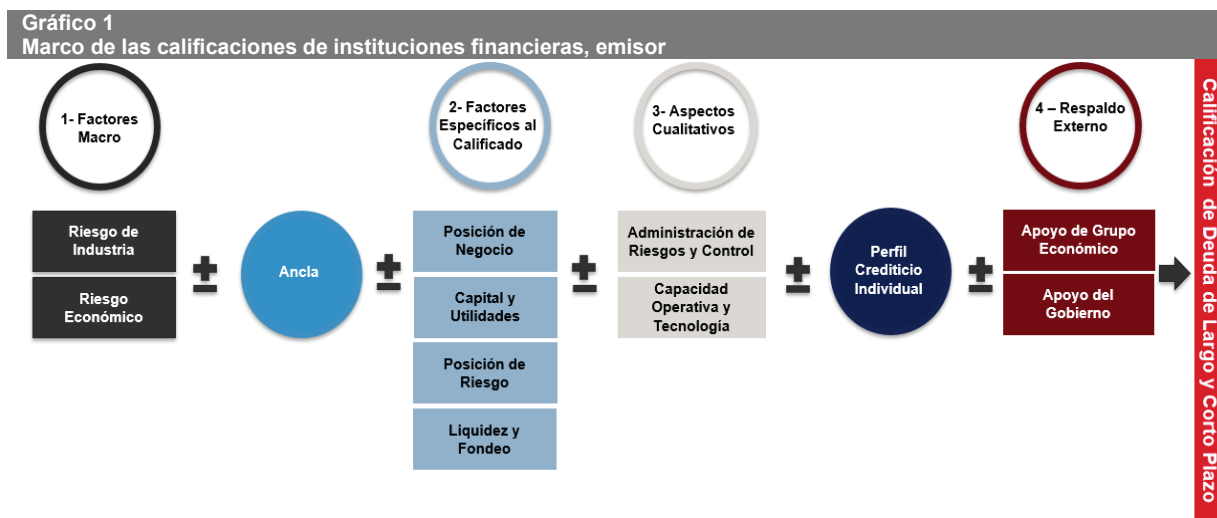 Gráfico 1
Marco de las calificaciones de instituciones financieras, emisor
1- Factores
Macro
2- Factores
Específicos al
Calificado
3- Aspectos
Cualitativos
4 – Respaldo
Externo
Riesgo de
Industria
Riesgo
Económico
±
Ancla
±
Posición de
Negocio
Capital y
Utilidades
Posición de
Riesgo
Liquidez y
Fondeo
±
Administración de
Riesgos y Control
Capacidad
Operativa y
Tecnología
±
Perfil
Crediticio
Individual
±
Apoyo de Grupo
Económico
Apoyo del
Gobierno
Calificación de Deuda de Largo y Corto Plazo